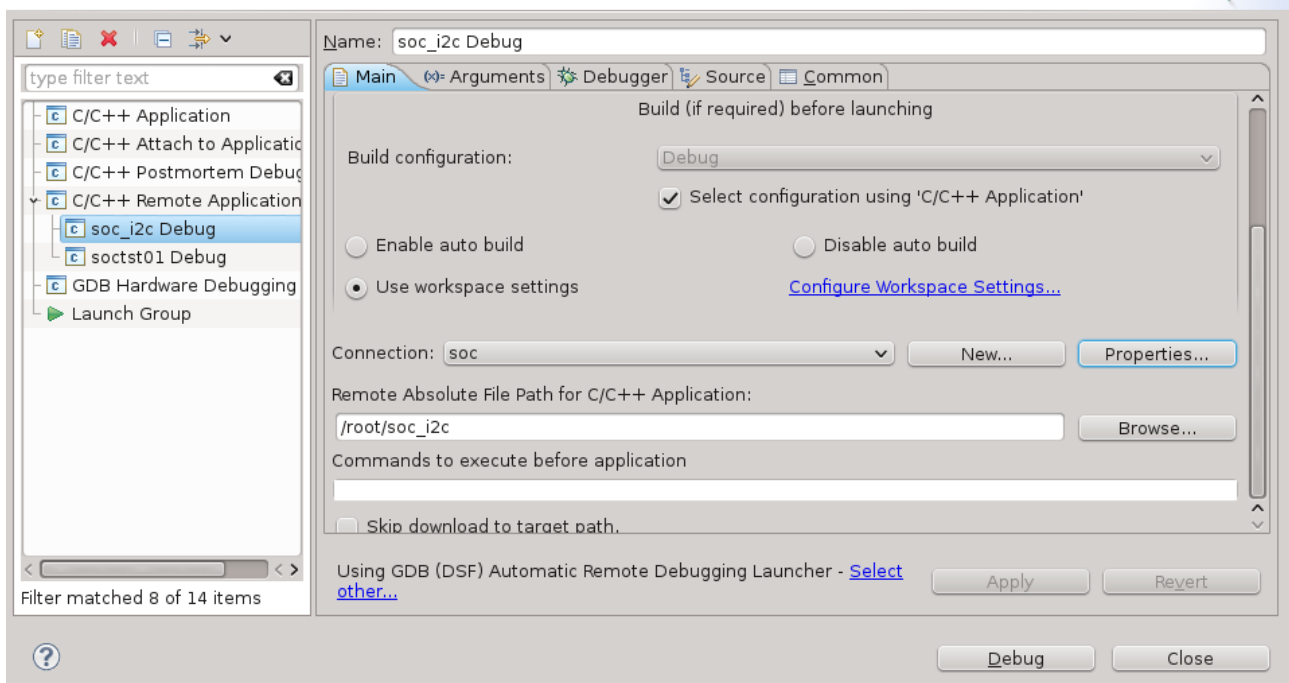 Name: soc_i2c Debug
type filter text
Main (x)= Arguments Debugger Source Common
C/C++ Application
C/C++ Attach to Applicatic
C/C++ Postmortem Debug
C/C++ Remote Application
soc_i2c Debug
soctst01 Debug
GDB Hardware Debugging
Launch Group
Filter matched 8 of 14 items
Build (if required) before launching
Build configuration: Debug
Select configuration using 'C/C++ Application'
Enable auto build Disable auto build
Use workspace settings Configure Workspace Settings...
Connection: soc New... Properties...
Remote Absolute File Path for C/C++ Application:
/root/soc_i2c Browse...
Commands to execute before application
Skip download to target path.
Using GDB (DSF) Automatic Remote Debugging Launcher - Select
other...
Apply Revert
? Debug Close